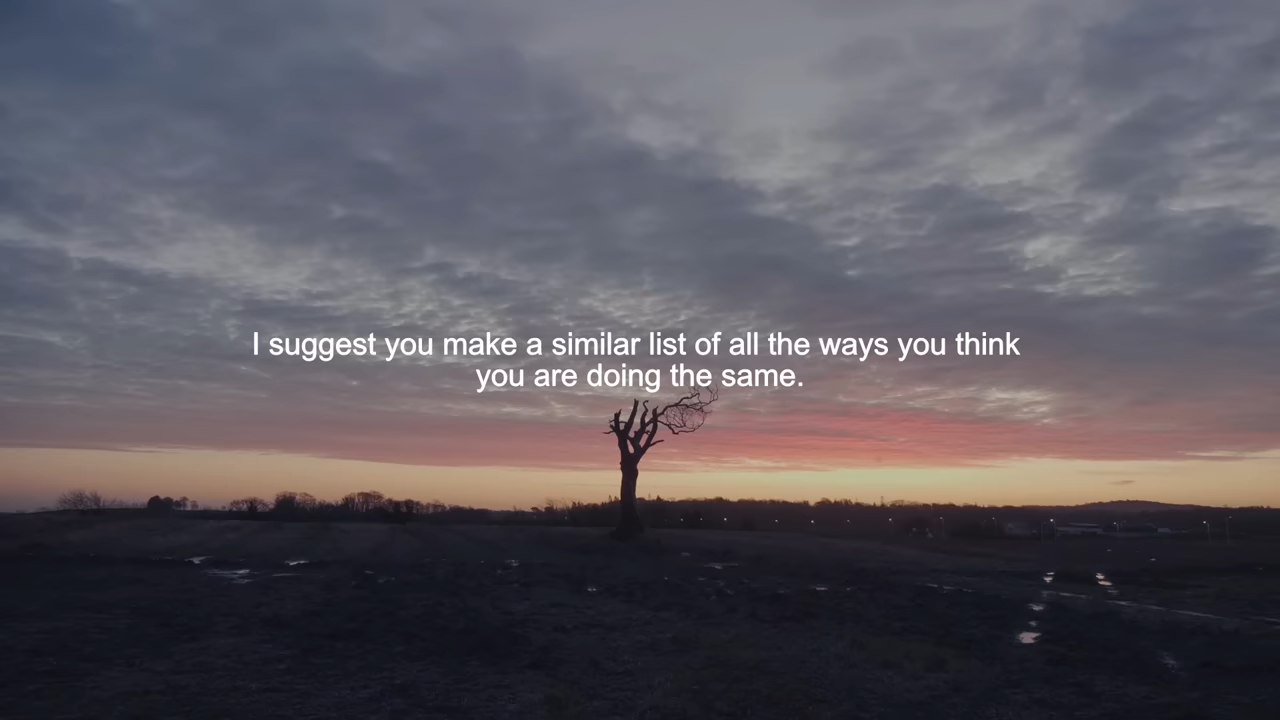 I suggest you make a similar list of all the ways you think
you are doing the same.